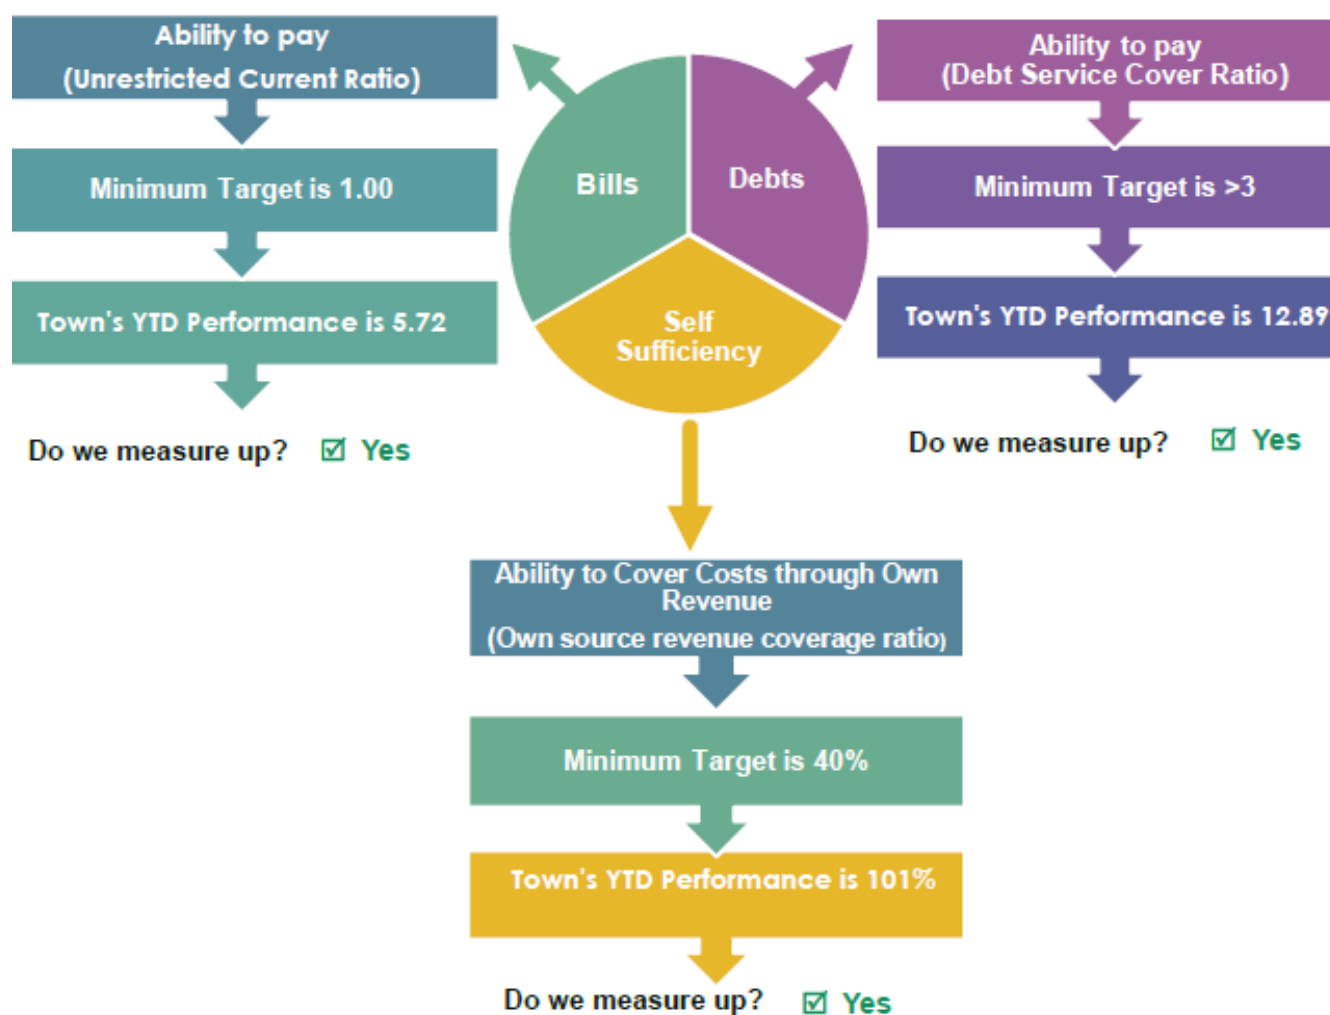 Ability to pay
(Unrestricted Current Ratio)
Minimum Target is 1.00
Town's YTD Performance is 5.72
Do we measure up? ☑ Yes
Bills
Debts
Self
Sufficiency
Ability to pay
(Debt Service Cover Ratio)
Minimum Target is >3
Town's YTD Performance is 12.89
Do we measure up? ☑ Yes
Ability to Cover Costs through Own
Revenue
(Own source revenue coverage ratio)
Minimum Target is 40%
Town's YTD Performance is 101%
Do we measure up? ☑ Yes